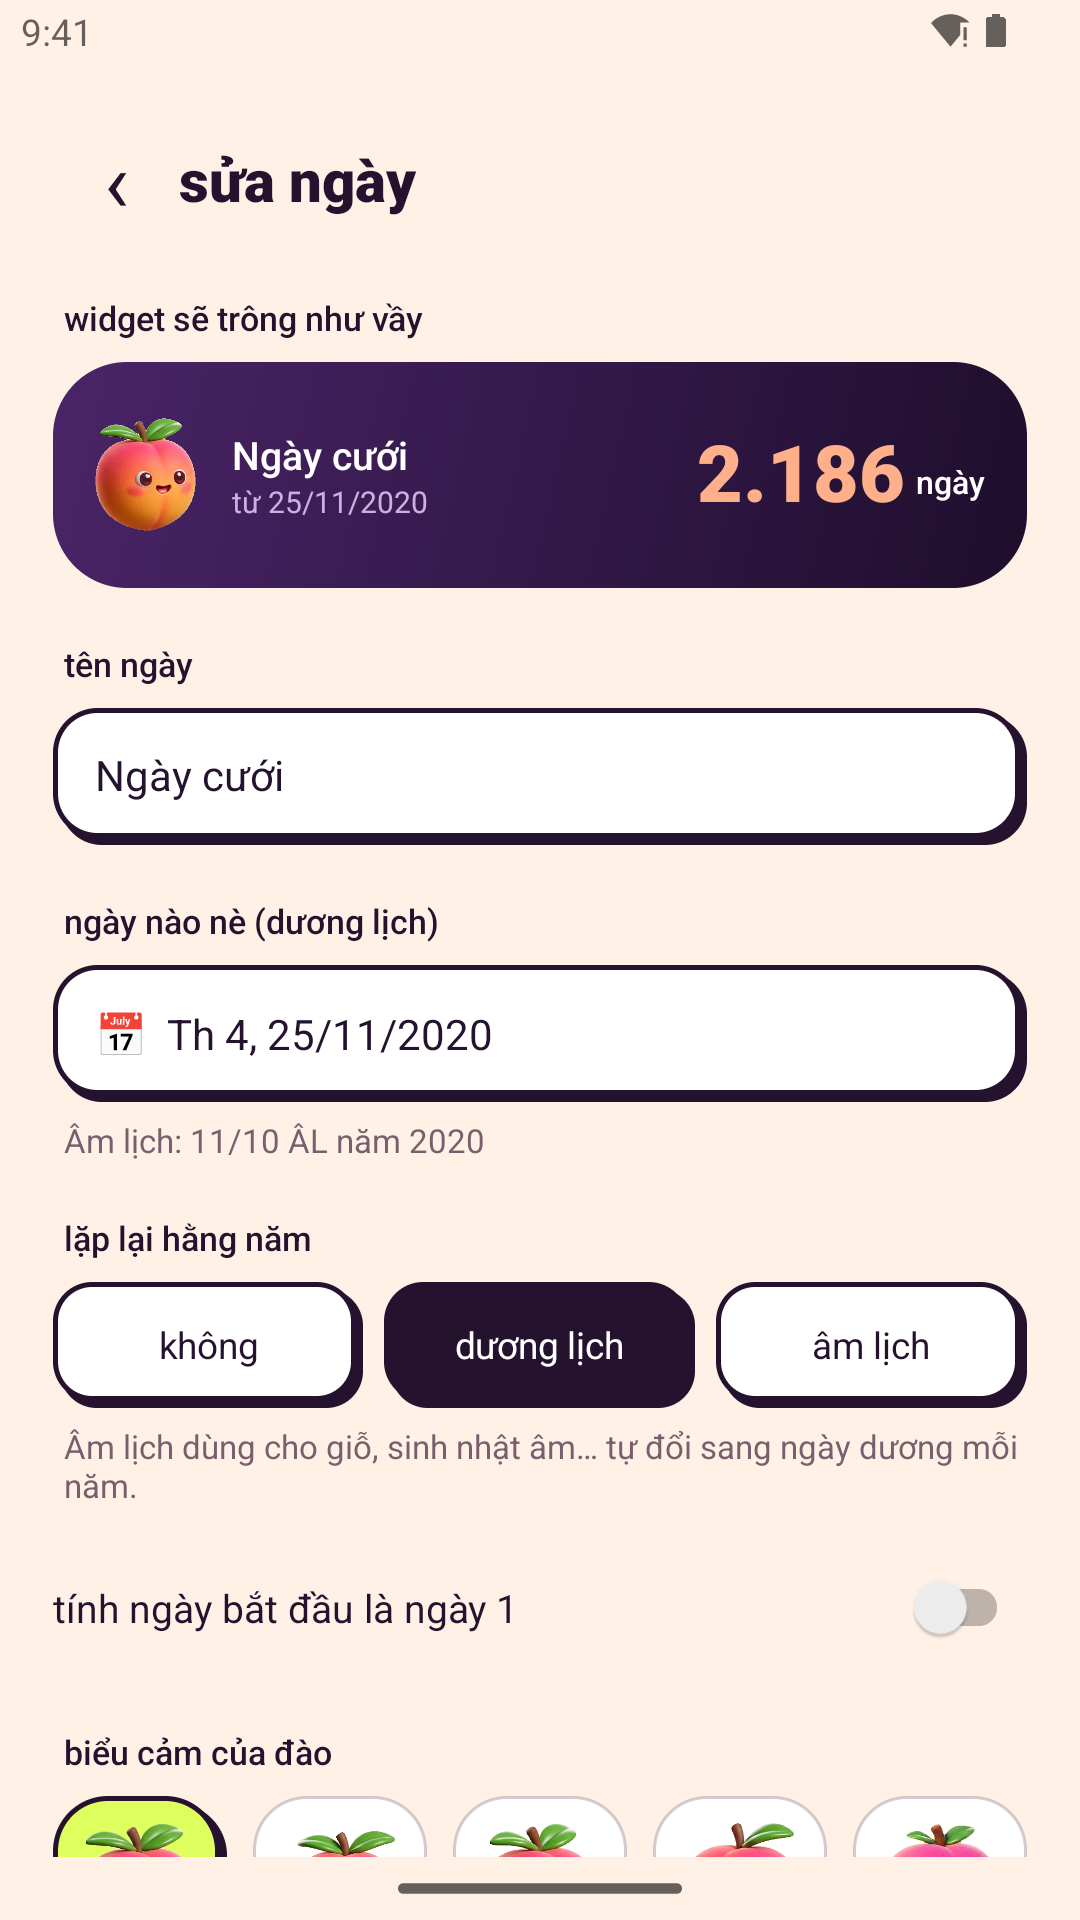 9:41
sửa ngày
widget sẽ trông như vầy
Ngày cưới
từ 25/11/2020
2.186 ngày
tên ngày
Ngày cưới
ngày nào nè (dương lịch)
July
17
Th 4, 25/11/2020
Âm lịch: 11/10 ÂL năm 2020
lặp lại hằng năm
không
dương lịch
âm lịch
Âm lịch dùng cho giỗ, sinh nhật âm… tự đổi sang ngày dương mỗi
năm.
tính ngày bắt đầu là ngày 1
biểu cảm của đào